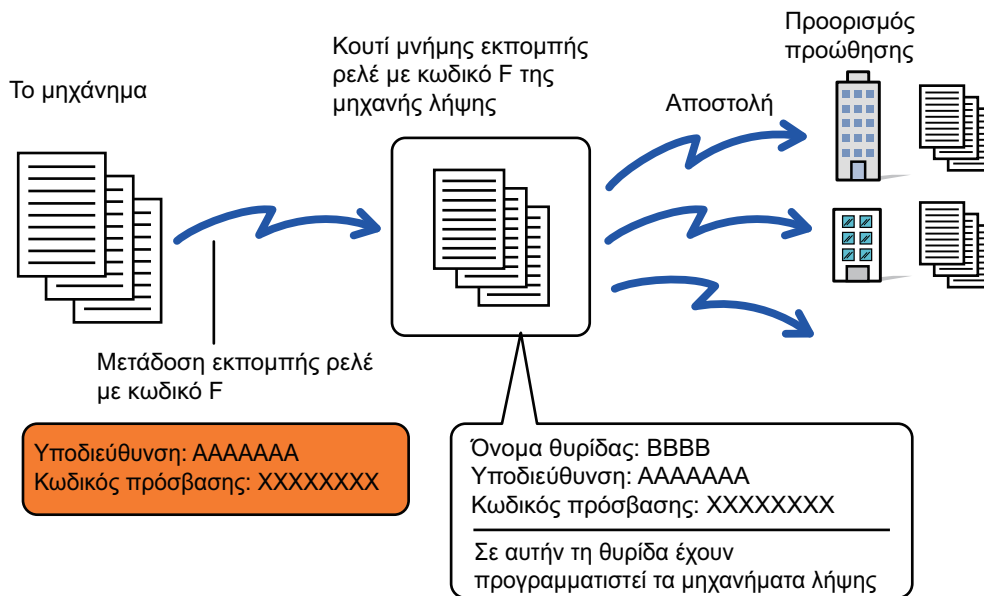 Το μηχάνημα
Κουτί μνήμης εκπομπής
ρελέ με κωδικό F της
μηχανής λήψης
Αποστολή
Προορισμός
προώθησης
Μετάδοση εκπομπής ρελέ
με κωδικό F
Υποδιεύθυνση: AAAAAAA
Κωδικός πρόσβασης: XXXXXXXX
Όνομα θυρίδας: BBBB
Υποδιεύθυνση: AAAAAAA
Κωδικός πρόσβασης: XXXXXXXX
Σε αυτήν τη θυρίδα έχουν
προγραμματιστεί τα μηχανήματα λήψης